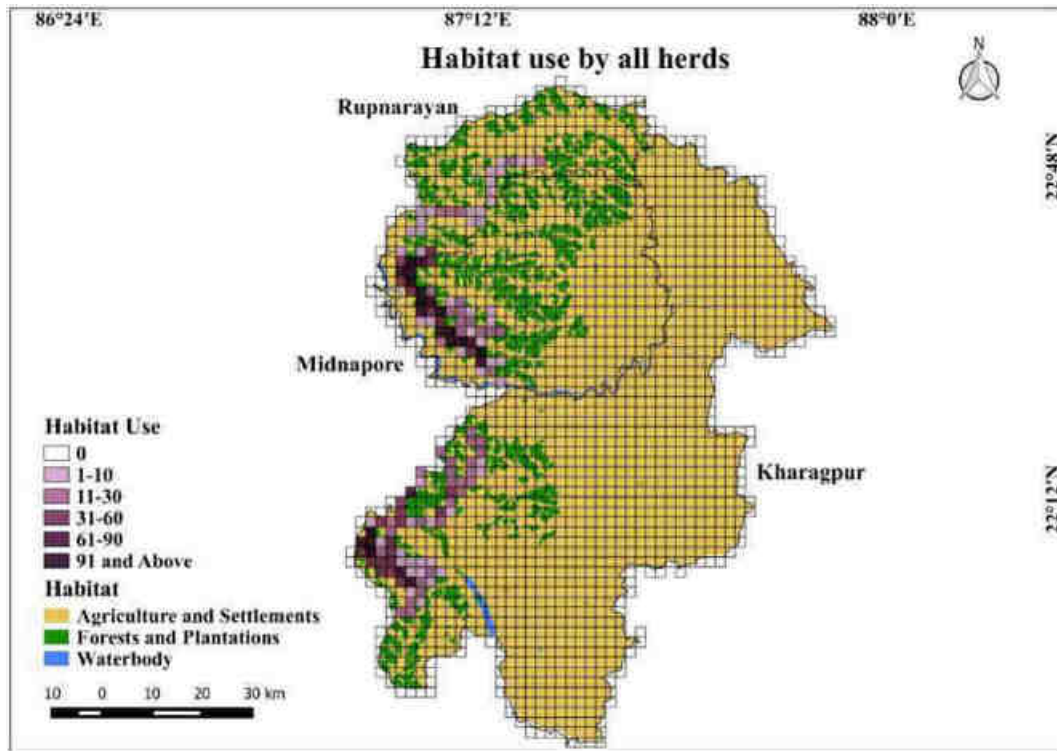 86°24′E 87°12′E 88°0′E
Habitat use by all herds
N
Rupnarayan
22°48′N
Midnapore
Kharagpur
22°12′N
Habitat Use
0
1-10
11-30
31-60
61-90
91 and Above
Habitat
Agriculture and Settlements
Forests and Plantations
Waterbody
10 0 10 20 30 km